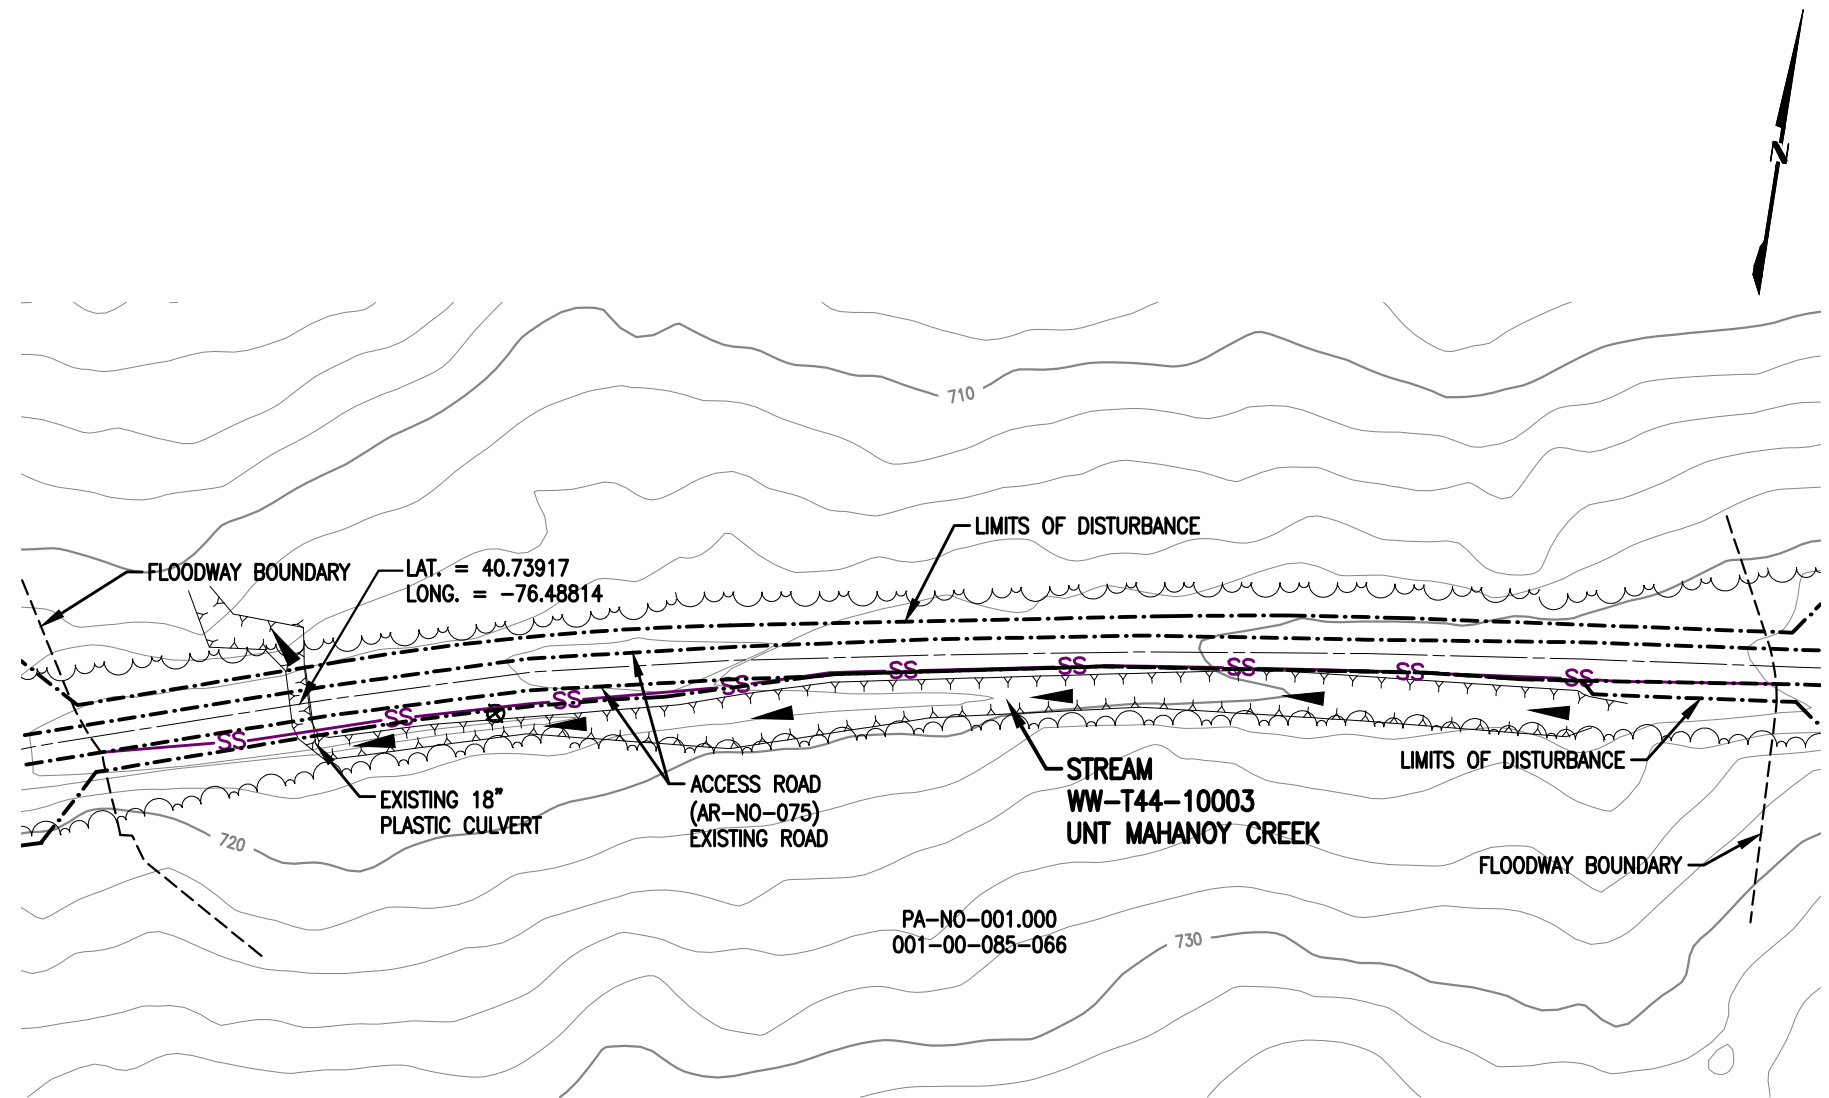 N
710
LIMITS OF DISTURBANCE
FLOODWAY BOUNDARY
LAT. = 40.73917
LONG. = -76.48814
SS
SS
SS
SS
SS
SS
SS
SS
SS
EXISTING 18"
PLASTIC CULVERT
ACCESS ROAD
(AR-NO-075)
EXISTING ROAD
STREAM
WW-T44-10003
UNT MAHANOY CREEK
LIMITS OF DISTURBANCE
720
FLOODWAY BOUNDARY
PA-NO-001.000
001-00-085-066
730